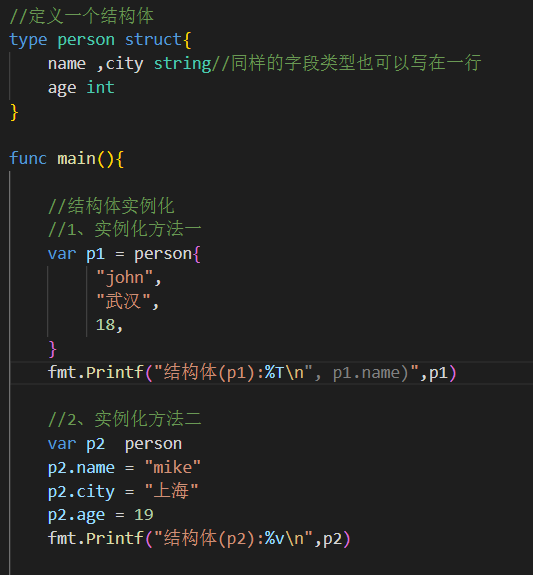 //定义一个结构体
type person struct{
name ,city string//同样的字段类型也可以写在一行
age int
}
func main(){
//结构体实例化
//1、实例化方法一
var p1 = person{
"john",
"武汉",
18,
}
fmt.Printf("结构体(p1):%T\n", p1.name)",p1)
//2、实例化方法二
var p2  person
p2.name = "mike"
p2.city = "上海"
p2.age = 19
fmt.Printf("结构体(p2):%v\n",p2)